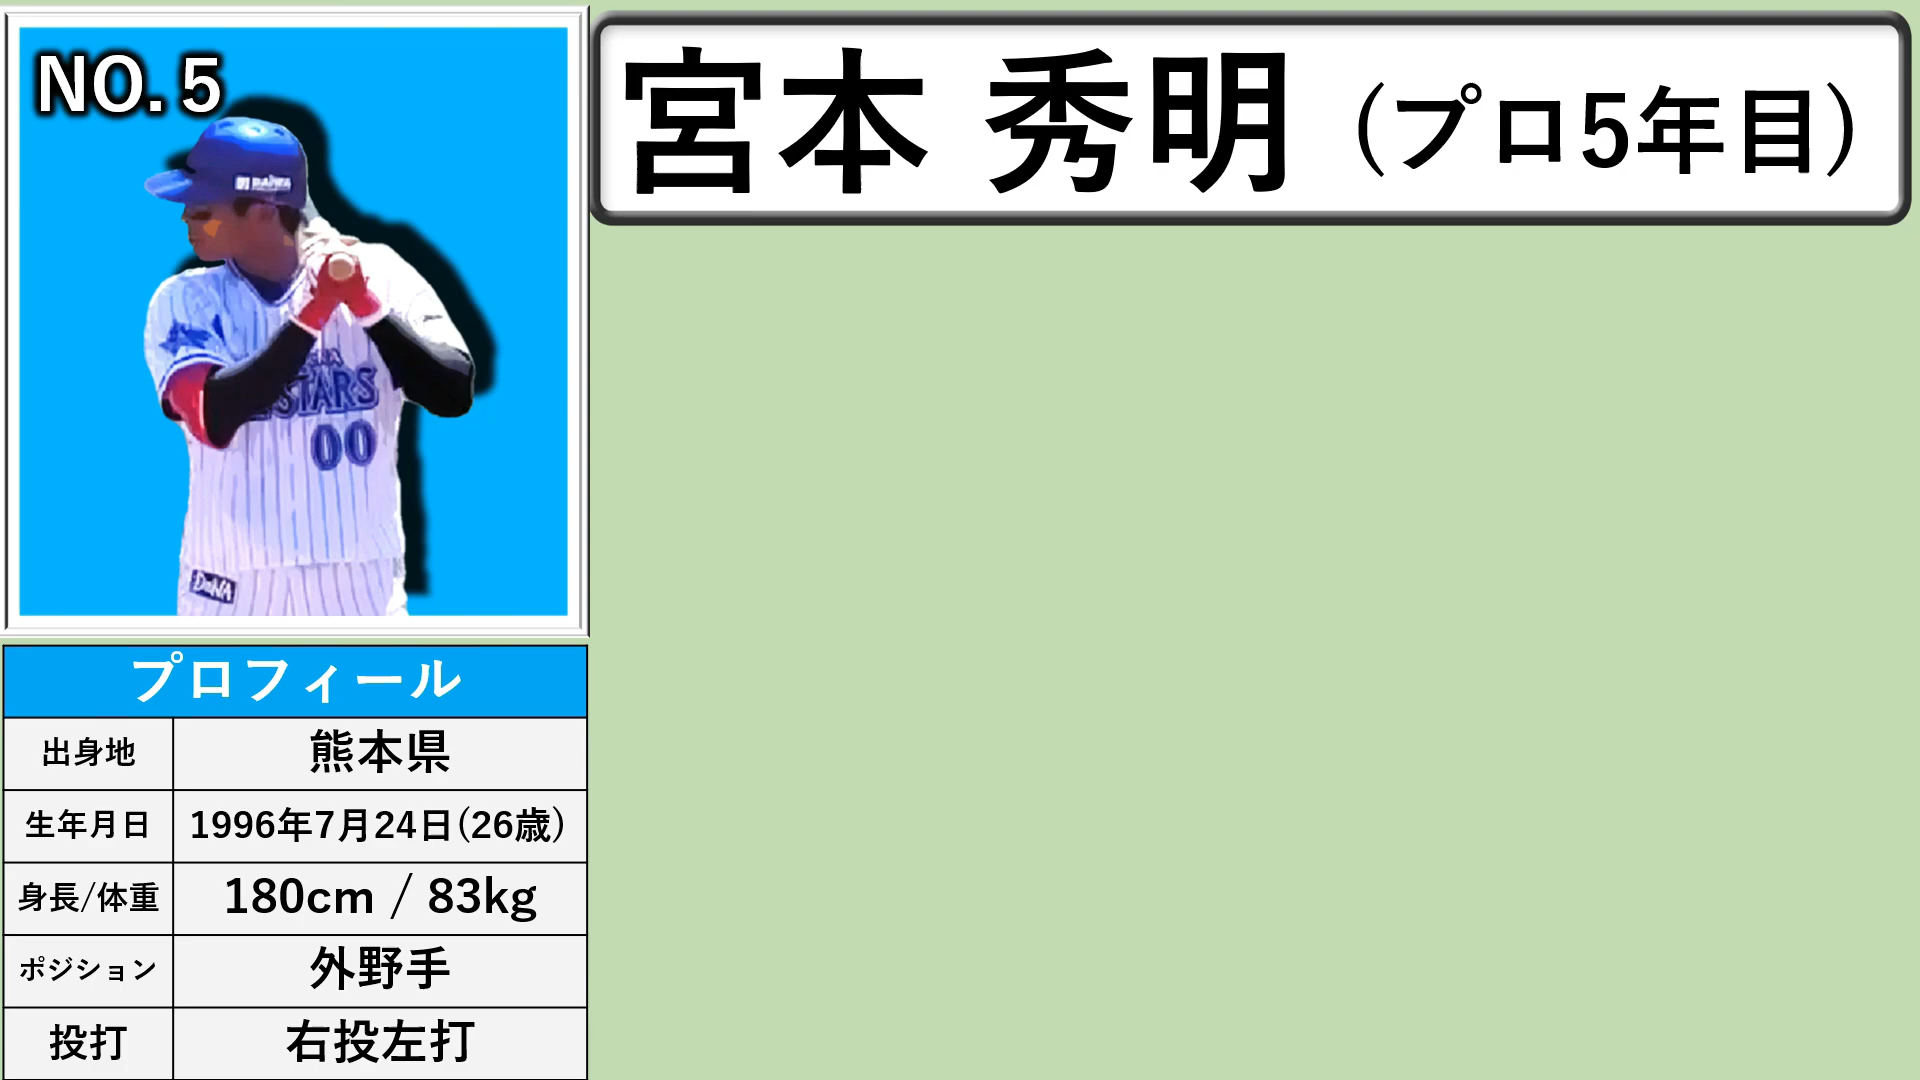 NO.5
宮本 秀明 (プロ5年目)
DAIWA
STARS
00
DeNA
プロフィール
出身地 熊本県
生年月日 1996年7月24日(26歳)
身長/体重 180cm / 83kg
ポジション 外野手
投打 右投左打